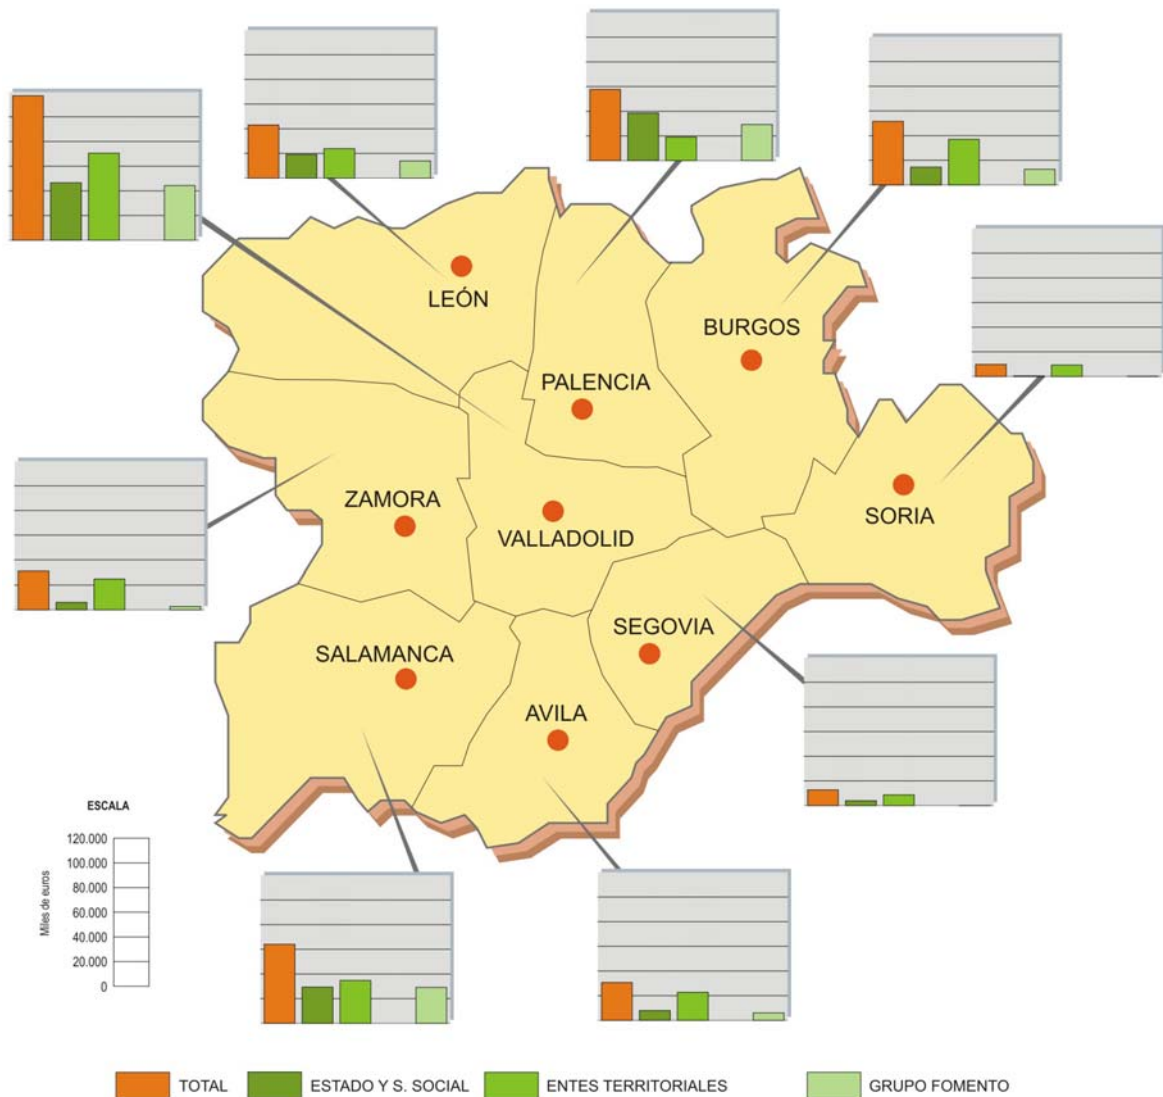 LEÓN
BURGOS
PALENCIA
ZAMORA
SORIA
VALLADOLID
SEGOVIA
SALAMANCA
AVILA
ESCALA
Miles de euros
120.000
100.000
80.000
60.000
40.000
20.000
0
TOTAL
ESTADO Y S. SOCIAL
ENTES TERRITORIALES
GRUPO FOMENTO